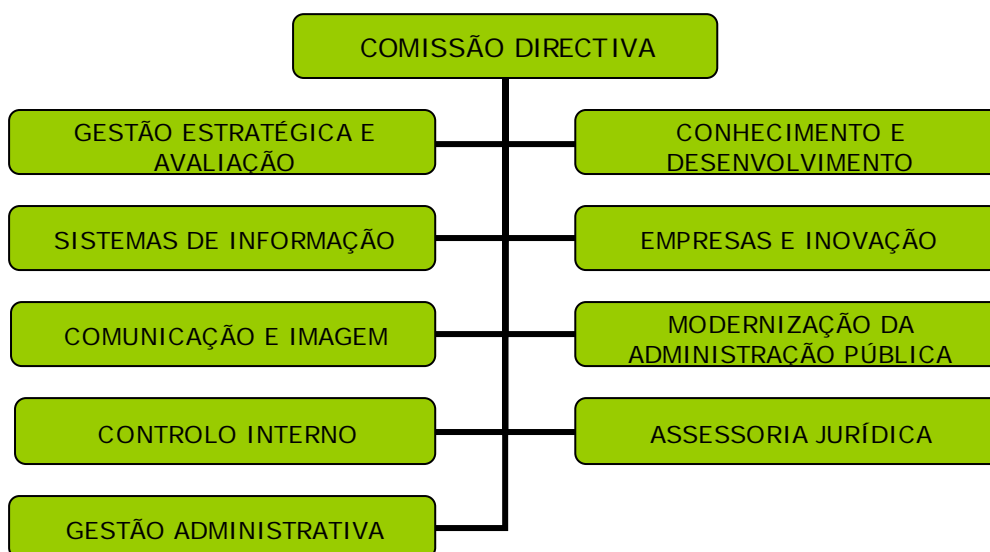 COMISSÃO DIRECTIVA
GESTÃO ESTRATÉGICA E
AVALIAÇÃO
CONHECIMENTO E
DESENVOLVIMENTO
SISTEMAS DE INFORMAÇÃO
EMPRESAS E INOVAÇÃO
COMUNICAÇÃO E IMAGEM
MODERNIZAÇÃO DA
ADMINISTRAÇÃO PÚBLICA
CONTROLO INTERNO
ASSESSORIA JURÍDICA
GESTÃO ADMINISTRATIVA